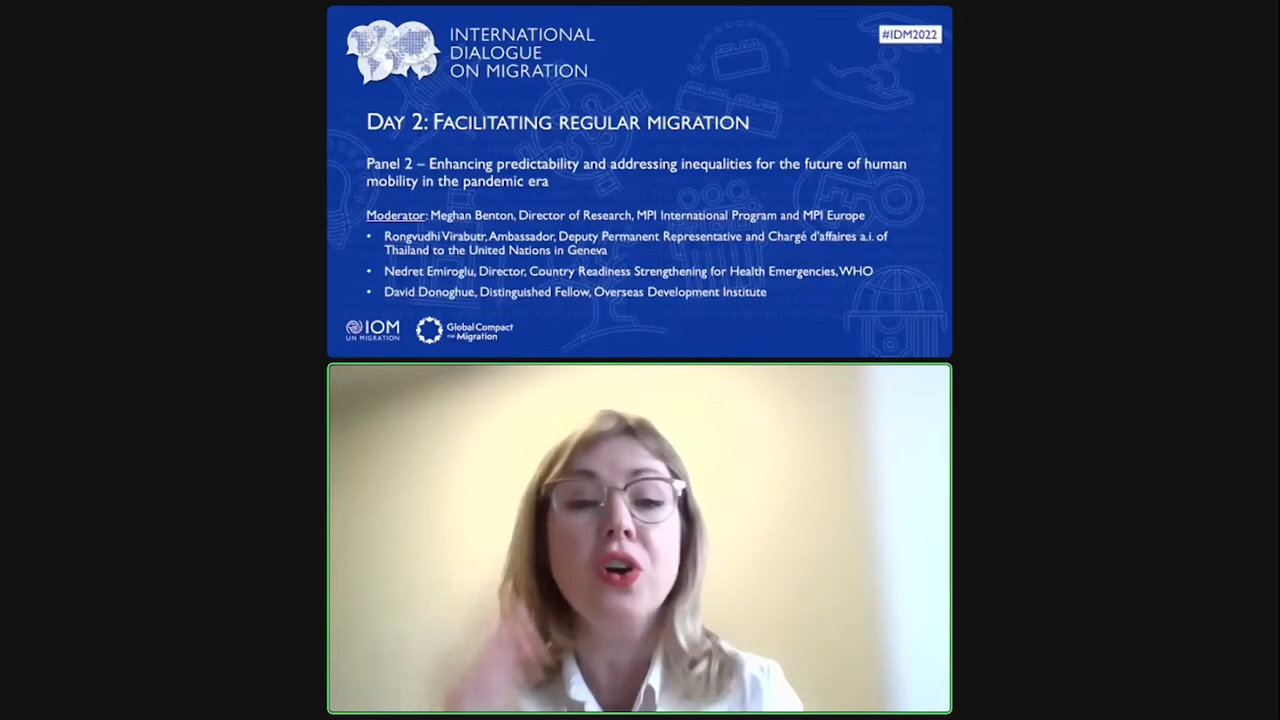 INTERNATIONAL
DIALOGUE
ON MIGRATION
#IDM2022
DAY 2: FACILITATING REGULAR MIGRATION
Panel 2 – Enhancing predictability and addressing inequalities for the future of human
mobility in the pandemic era
Moderator: Meghan Benton, Director of Research, MPI International Program and MPI Europe
• Rongvudhi Virabutr, Ambassador, Deputy Permanent Representative and Chargé d'affaires a.i. of
Thailand to the United Nations in Geneva
• Nedret Emiroglu, Director, Country Readiness Strengthening for Health Emergencies, WHO
• David Donoghue, Distinguished Fellow, Overseas Development Institute
IOM
UN MIGRATION
Global Compact
FOR Migration